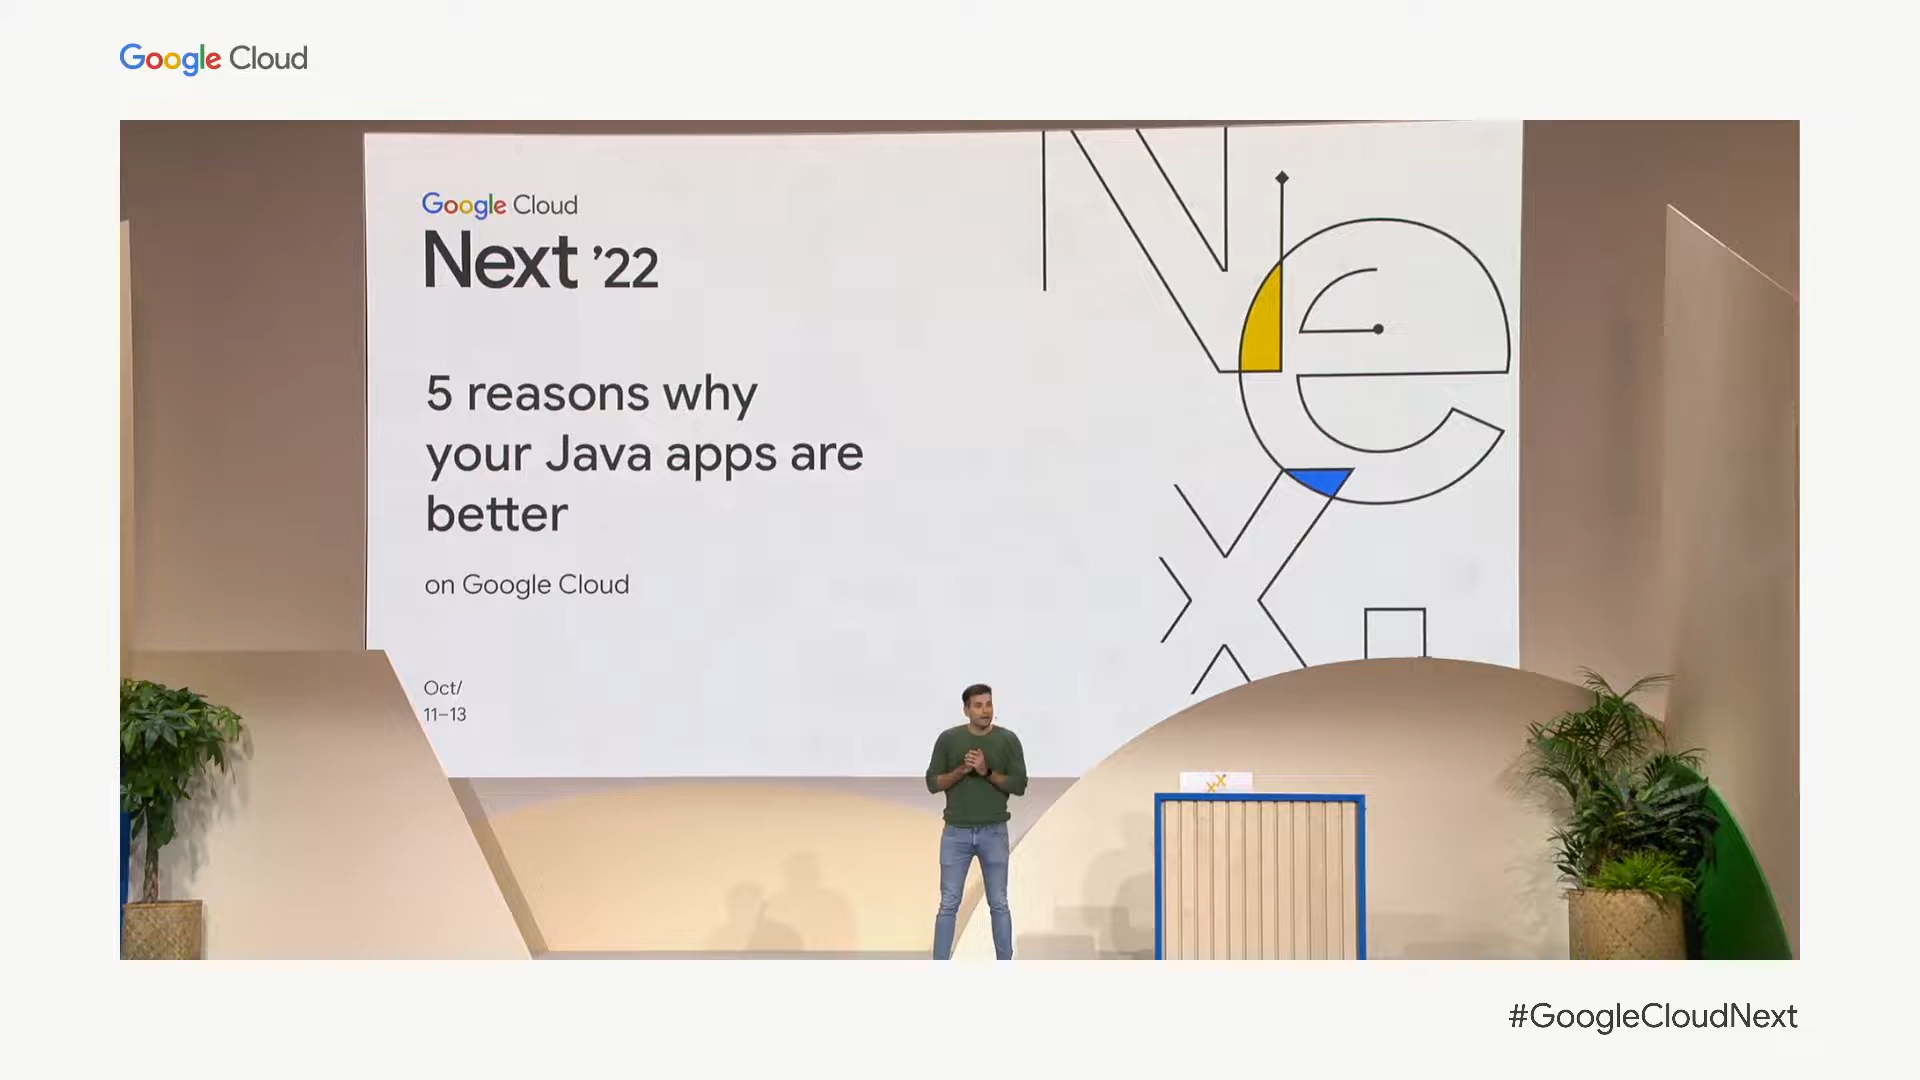 Google Cloud
Google Cloud
Next ’22
5 reasons why
your Java apps are
better
on Google Cloud
Oct/
11–13
#GoogleCloudNext